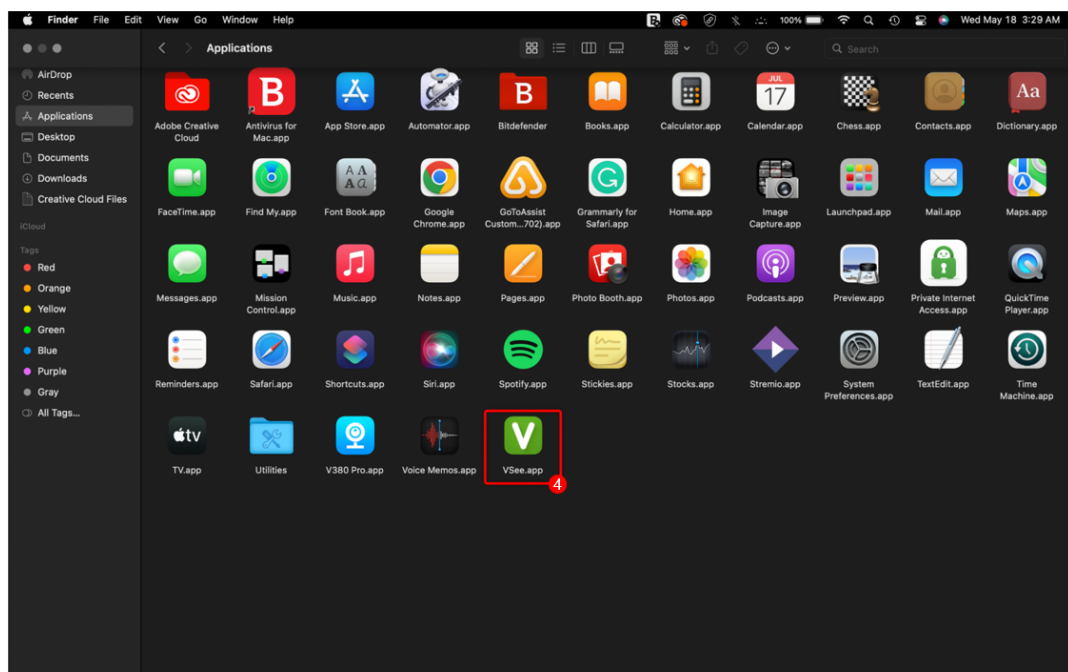 Finder File Edit View Go Window Help 100% Wed May 18 3:29 AM
Applications
Search
AirDrop
Recents
Applications
Desktop
Documents
Downloads
Creative Cloud Files
iCloud
Tags
Red
Orange
Yellow
Green
Blue
Purple
Gray
All Tags...
B B JUL 17 Aa
Adobe Creative Cloud
Antivirus for Mac.app
App Store.app
Automator.app
Bitdefender
Books.app
Calculator.app
Calendar.app
Chess.app
Contacts.app
Dictionary.app
FaceTime.app
Find My.app
Font Book.app
Google Chrome.app
GoToAssist Custom...702).app
Grammarly for Safari.app
Home.app
Image Capture.app
Launchpad.app
Mail.app
Maps.app
Messages.app
Mission Control.app
Music.app
Notes.app
Pages.app
Photo Booth.app
Photos.app
Podcasts.app
Preview.app
Private Internet Access.app
QuickTime Player.app
Reminders.app
Safari.app
Shortcuts.app
Siri.app
Spotify.app
Stickies.app
Stocks.app
Stremio.app
System Preferences.app
TextEdit.app
Time Machine.app
tv V
TV.app
Utilities
V380 Pro.app
Voice Memos.app
VSee.app
4